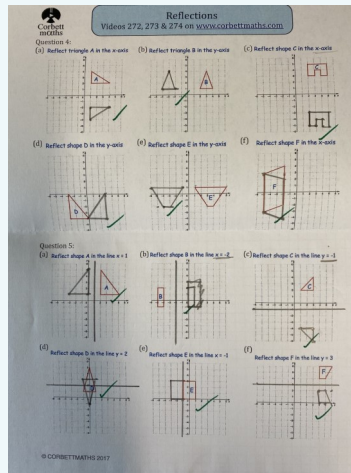 Corbett
maths
Reflections
Videos 272, 273 & 274 on www.corbettmaths.com
Question 4:
(a) Reflect triangle A in the x-axis
(b) Reflect triangle B in the y-axis
(c) Reflect shape C in the x-axis
A
B
C
(d) Reflect shape D in the y-axis
(e) Reflect shape E in the y-axis
(f) Reflect shape F in the x-axis
D
E
F
Question 5:
(a) Reflect shape A in the line x = 1
(b) Reflect shape B in the line x = -2
(c) Reflect shape C in the line y = -1
A
B
C
(d) Reflect shape D in the line y = 2
(e) Reflect shape E in the line x = -1
(f) Reflect shape F in the line y = 3
E
F
© CORBETTMATHS 2017